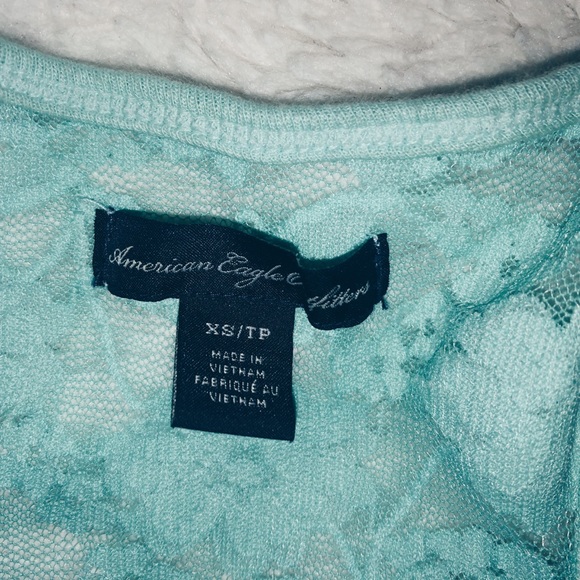 American Eagle
XS/TP
MADE IN
VIETNAM
FABRIQUÉ AU
VIETNAM